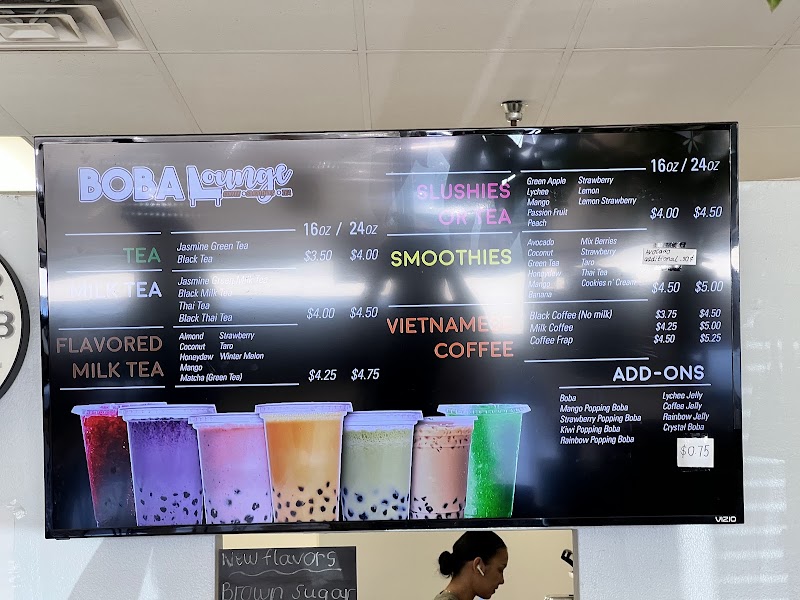 BOBA Lounge
16oz / 24oz
TEA
Jasmine Green Tea
Black Tea
$3.50 $4.00
MILK TEA
Jasmine Green Milk Tea
Black Milk Tea
Thai Tea
Black Thai Tea
$4.00 $4.50
FLAVORED
MILK TEA
Almond Strawberry
Coconut Taro
Honeydew Winter Malon
Mango
Matcha (Green Tea)
$4.25 $4.75
16oz / 24oz
SLUSHIES
OR TEA
Green Apple Strawberry
Lychee Lemon
Mango Lemon Strawberry
Passion Fruit
Peach
$4.00 $4.50
SMOOTHIES
Avocado Mix Berries
Coconut Strawberry
Green Tea Taro
Honeydew Thai Tea
Mango Cookies n' Cream
Banana
additional .50¢
$4.50 $5.00
VIETNAMESE
COFFEE
Black Coffee (No milk) $3.75 $4.50
Milk Coffee $4.25 $5.00
Coffee Frap $4.50 $5.25
ADD-ONS
Boba Lychee Jelly
Mango Popping Boba Coffee Jelly
Strawberry Popping Boba Rainbow Jelly
Kiwi Popping Boba Crystal Boba
Rainbow Popping Boba
$0.75
VIZIO
New flavors
Brown Sugar